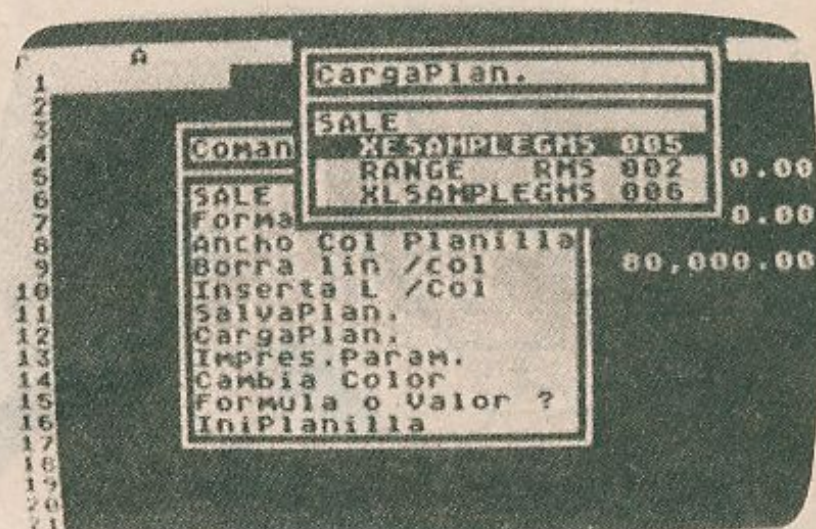 A
CargaPlan.
SALE
XESAMPLEGMS 005
RANGE RMS 002
XLSAMPLEGMS 006
0.00
0.00
80,000.00
Coman
SALE
Forma
Ancho Col Planilla
Borra lin /col
Inserta L /Col
SalvaPlan.
CargaPlan.
Impres.Param.
Cambia Color
Formula o Valor ?
IniPlanilla
1
2
3
4
5
6
7
8
9
10
11
12
13
14
15
16
17
18
19
20
21